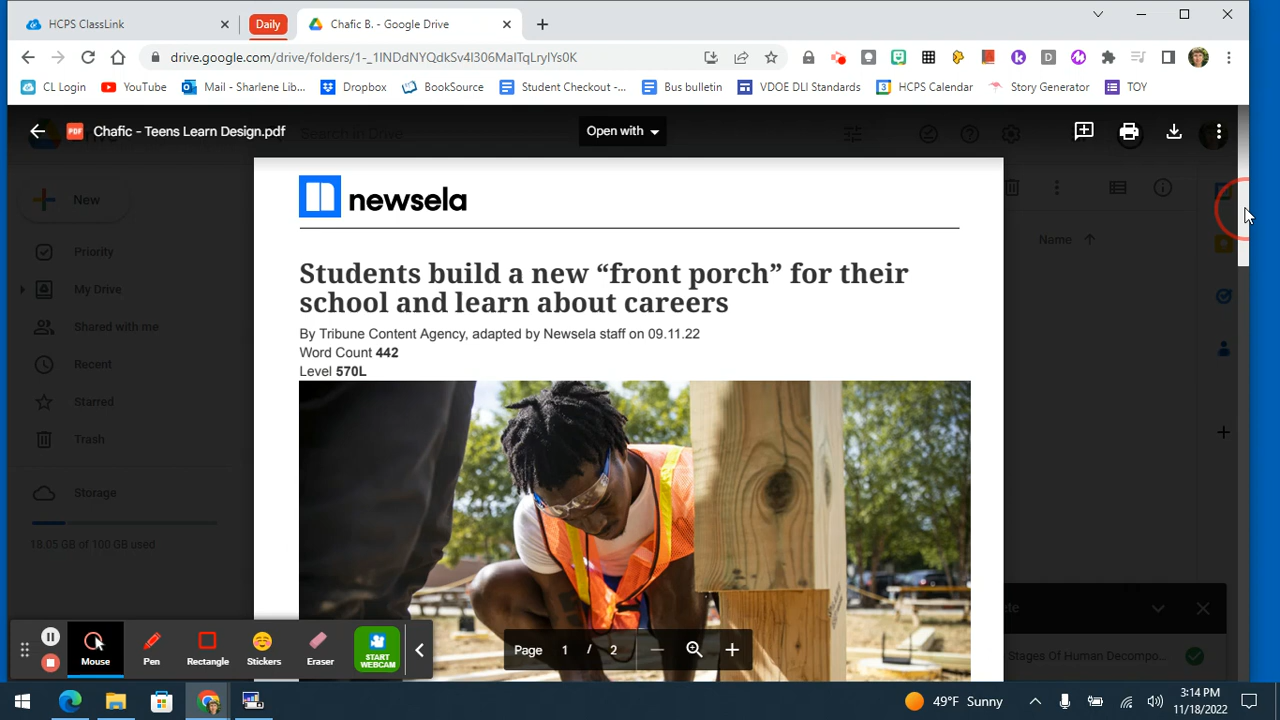 HCPS ClassLink
Daily
Chafic B. - Google Drive
drive.google.com/drive/folders/
CL Login
YouTube
Mail - Sharlene Lib...
Dropbox
BookSource
Student Checkout -...
Bus bulletin
VDOE DLI Standards
HCPS Calendar
Story Generator
TOY
PDF
Chafic - Teens Learn Design.pdf
Search in Drive
Open with
New
Priority
My Drive
Shared with me
Recent
Starred
Trash
Storage
18.05 GB of 100 GB used
Name
newsela
Students build a new “front porch” for their
school and learn about careers
By Tribune Content Agency, adapted by Newsela staff on 09.11.22
Word Count 442
Level 570L
Stages Of Human Decompo...
Mouse
Pen
Rectangle
Stickers
Eraser
START
WEBCAM
Page 1 / 2
49°F Sunny
3:14 PM
11/18/2022